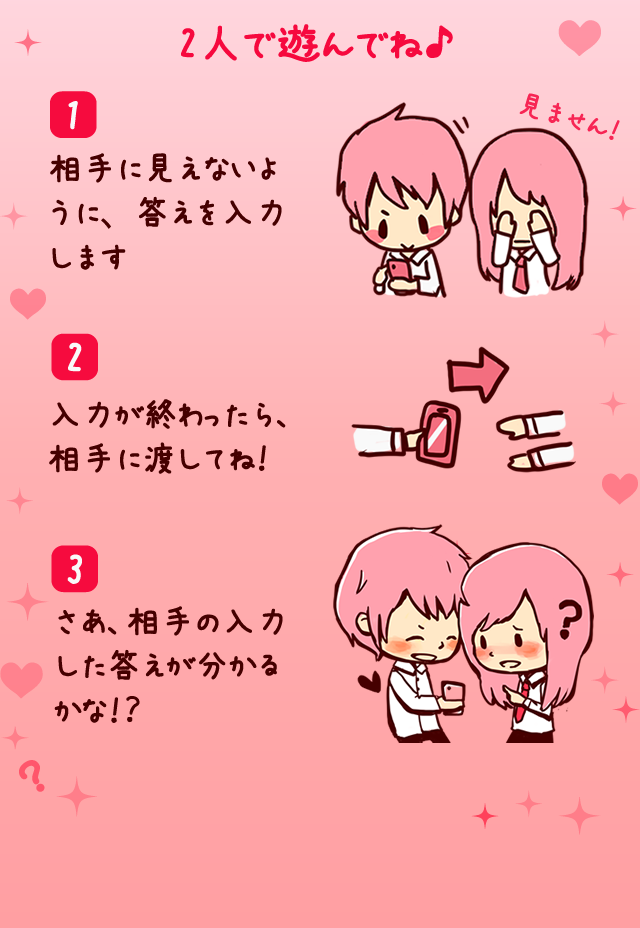 2人で遊んでね♪
1
見ません!
相手に見えないよ
うに、答えを入力
します
2
入力が終わったら、
相手に渡してね!
3
さあ、相手の入力
した答えが分かる
かな!?
?
?